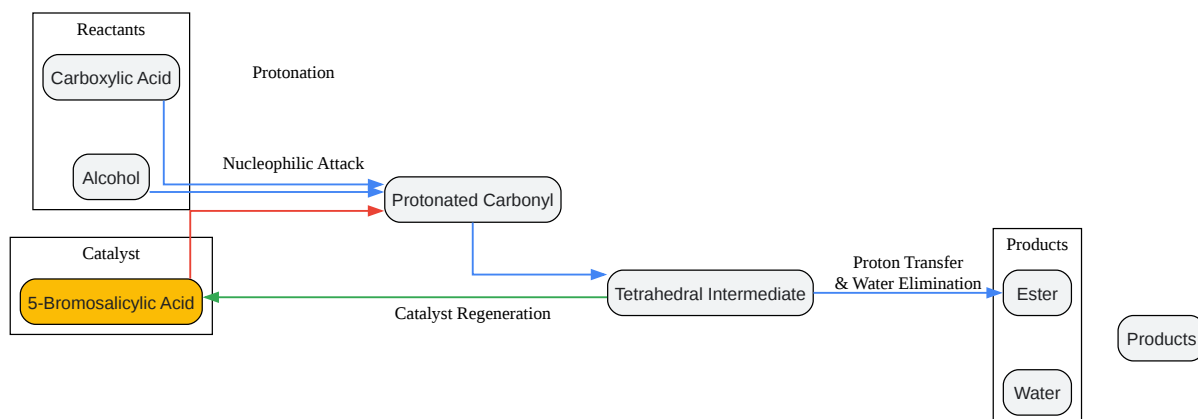 Reactants
Carboxylic Acid
Protonation
Nucleophilic Attack
Alcohol
Protonated Carbonyl
Catalyst
5-Bromosalicylic Acid
Catalyst Regeneration
Tetrahedral Intermediate
Proton Transfer
& Water Elimination
Products
Ester
Water
Products